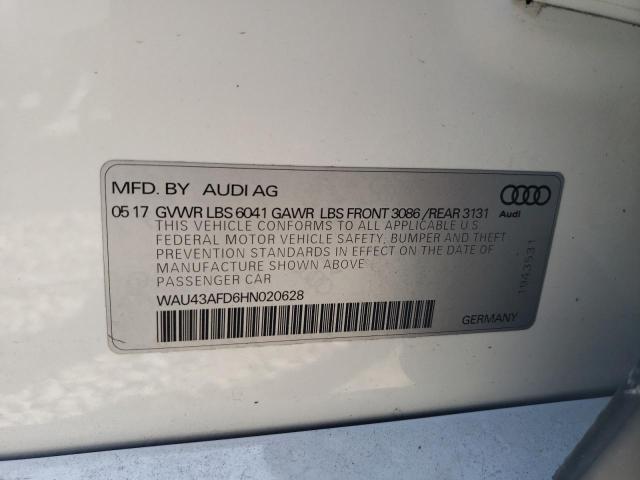 MFD. BY AUDI AG
05 17 GVWR LBS 6041 GAWR LBS FRONT 3086 / REAR 3131
THIS VEHICLE CONFORMS TO ALL APPLICABLE U.S
FEDERAL MOTOR VEHICLE SAFETY, BUMPER AND THEFT
PREVENTION STANDARDS IN EFFECT ON THE DATE
OF MANUFACTURE SHOWN ABOVE
PASSENGER CAR
WAU43AFD6HN020628
Audi
1943531
GERMANY